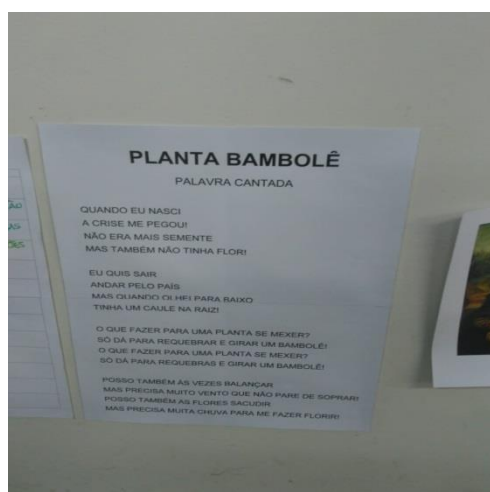 PLANTA BAMBOLÊ
PALAVRA CANTADA
QUANDO EU NASCI
A CRISE ME PEGOU!
NÃO ERA MAIS SEMENTE
MAS TAMBÉM NÃO TINHA FLOR!
EU QUIS SAIR
ANDAR PELO PAÍS
MAS QUANDO OLHEI PARA BAIXO
TINHA UM CAULE NA RAIZ!
O QUE FAZER PARA UMA PLANTA SE MEXER?
SÓ DÁ PARA REQUEBRAR E GIRAR UM BAMBOLÊ!
O QUE FAZER PARA UMA PLANTA SE MEXER?
SÓ DÁ PARA REQUEBRAS E GIRAR UM BAMBOLÊ!
POSSO TAMBÉM AS VEZES BALANÇAR
MAS PRECISA MUITO VENTO QUE NÃO PARE DE SOPRAR!
POSSO TAMBÉM AS FLORES SACUDIR
MAS PRECISA MUITA CHUVA PARA ME FAZER FLORIR!